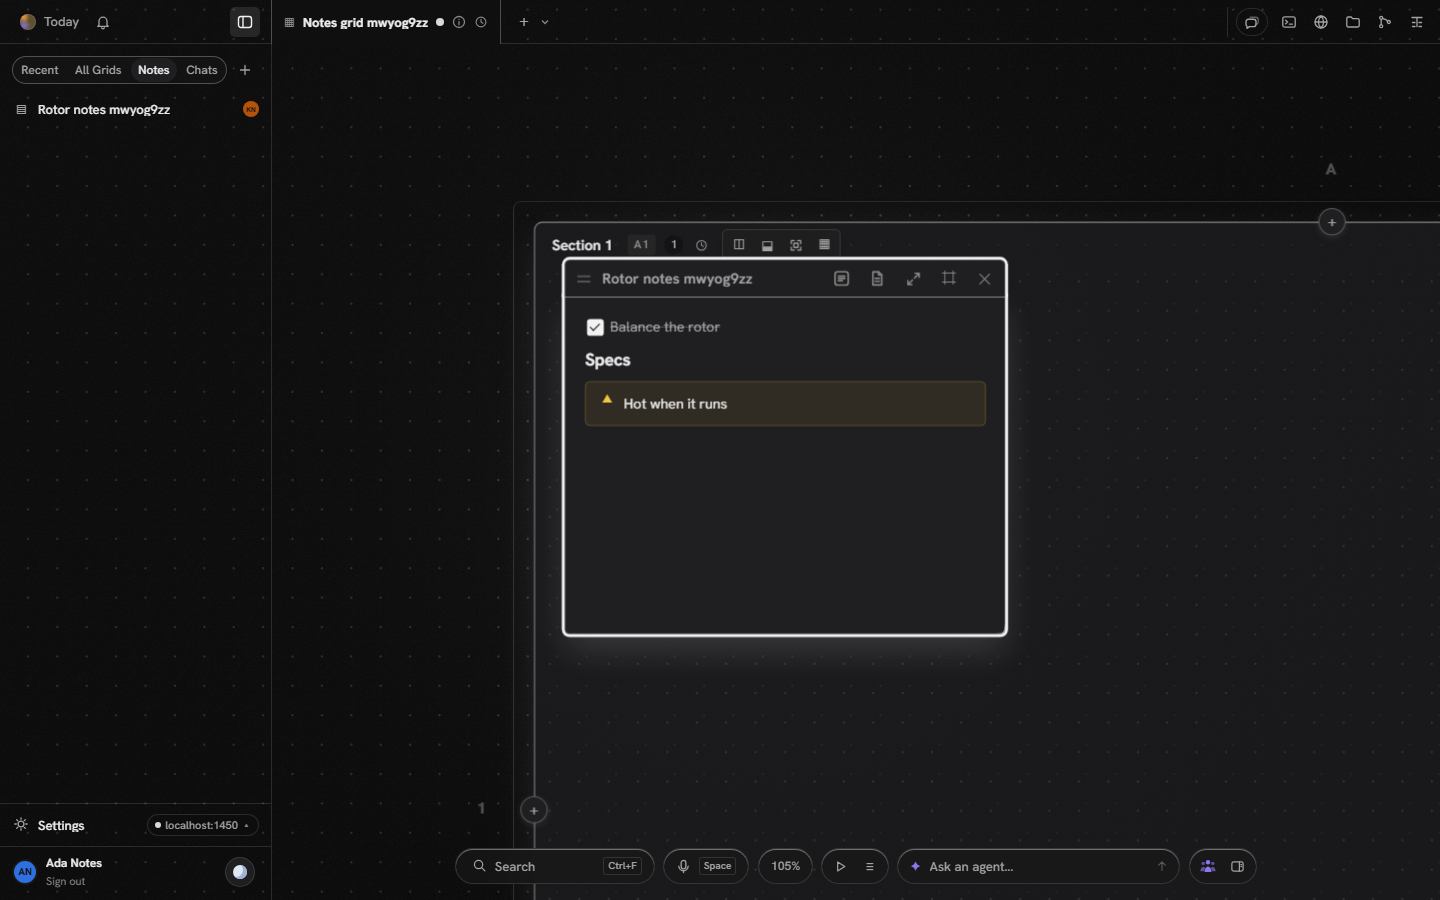 Today
Notes grid mwyog9zz
Recent
All Grids
Notes
Chats
Rotor notes mwyog9zz
KN
A
Section 1
A1
1
Rotor notes mwyog9zz
Balance the rotor
Specs
Hot when it runs
1
Settings
localhost:1450
AN
Ada Notes
Sign out
Search
Ctrl+F
Space
105%
Ask an agent...